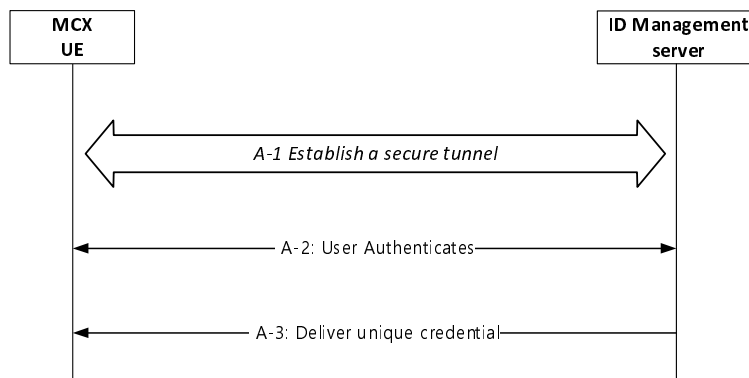 MCX
UE
ID Management
server
A-1 Establish a secure tunnel
A-2: User Authenticates
A-3: Deliver unique credential